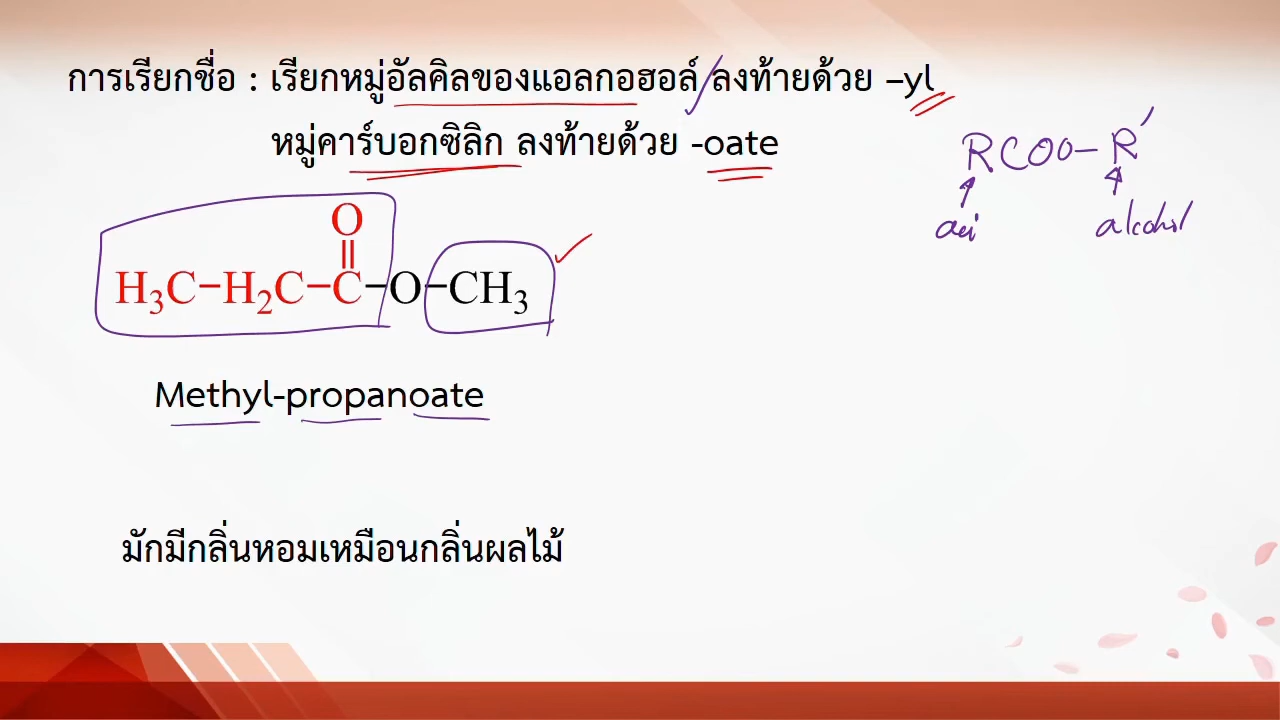 การเรียกชื่อ : เรียกหมู่อัลคิลของแอลกอฮอล์ ลงท้ายด้วย –yl
หมู่คาร์บอกซิลิก ลงท้ายด้วย -oate
RCOO–R′
alcohol
O
H₃C–H₂C–C–O–CH₃
Methyl-propanoate
มักมีกลิ่นหอมเหมือนกลิ่นผลไม้